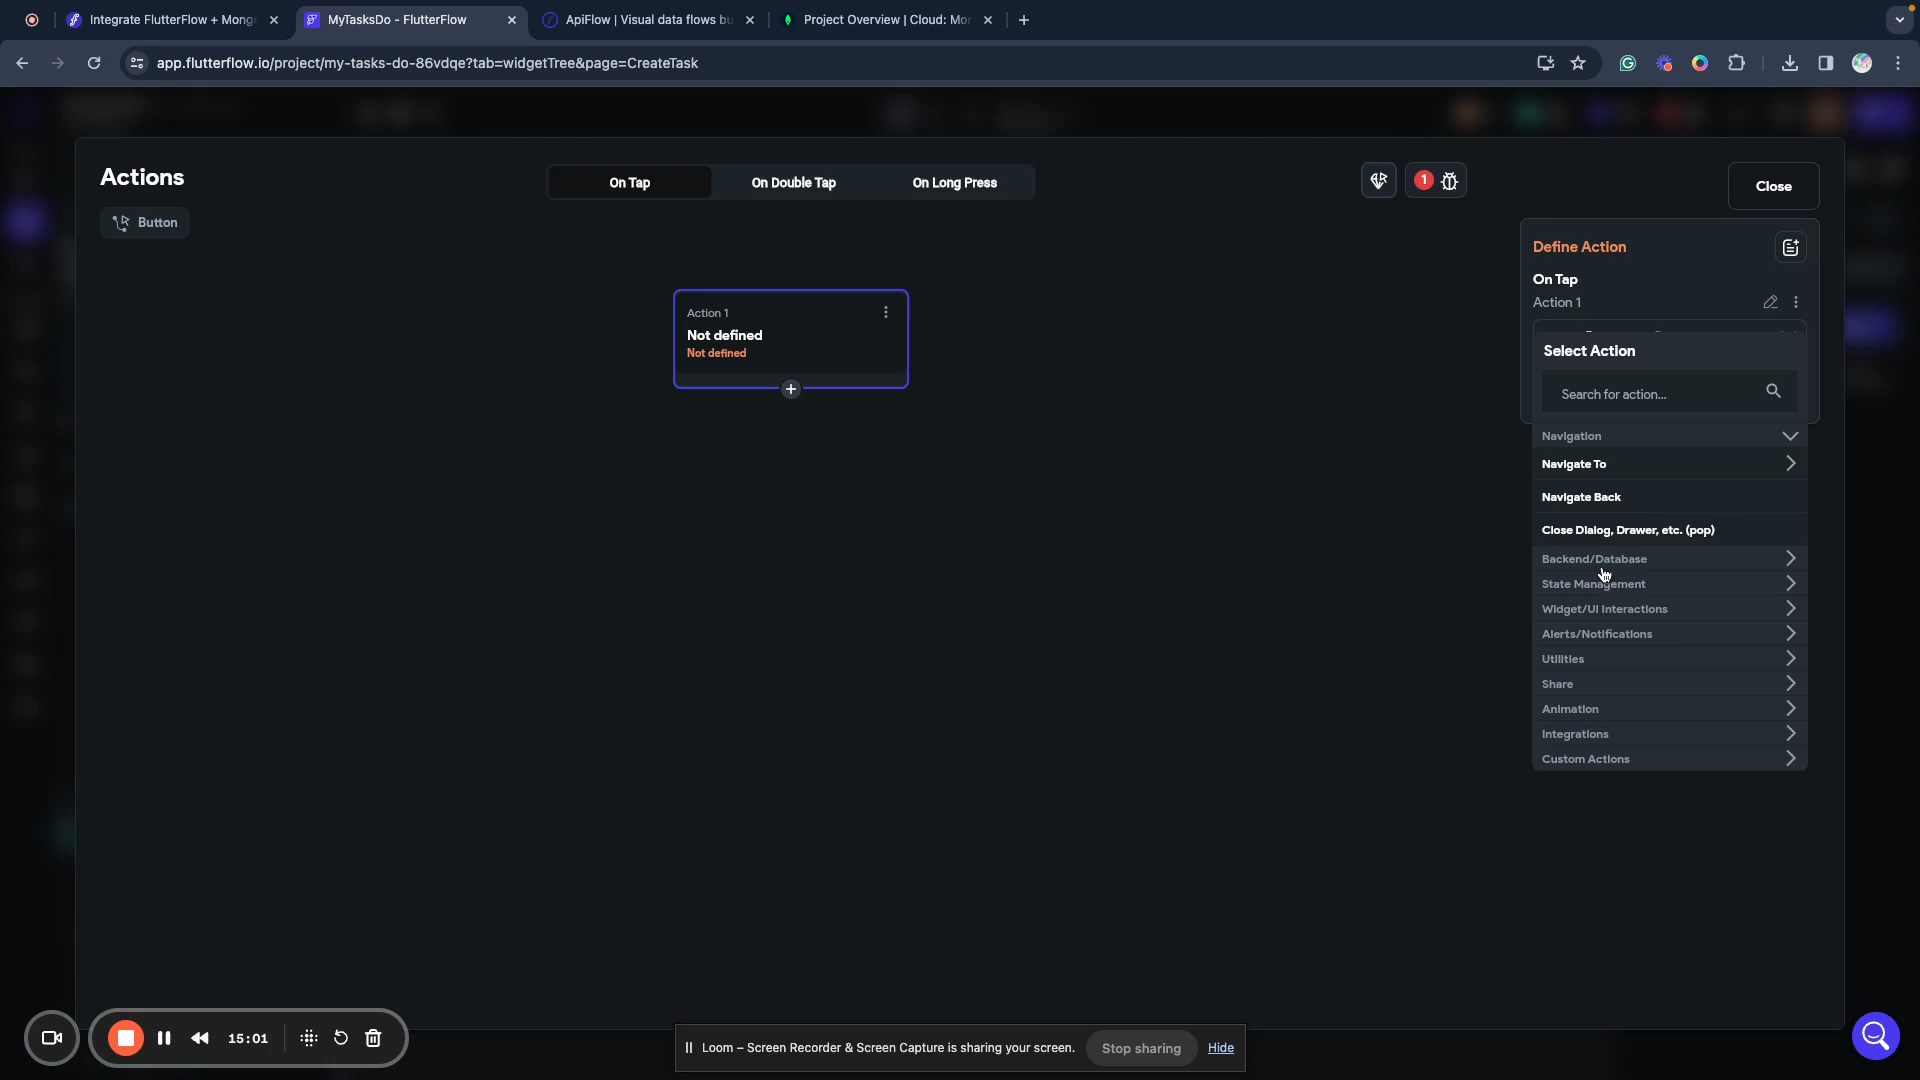 Integrate FlutterFlow + Mong
MyTasksDo - FlutterFlow
ApiFlow | Visual data flows bu
Project Overview | Cloud: Mon
app.flutterflow.io/project/my-tasks-do-86vdqe?tab=widgetTree&page=CreateTask
Actions
On Tap
On Double Tap
On Long Press
1
Close
Button
Define Action
On Tap
Action 1
Action 1
Not defined
Not defined
Select Action
Search for action...
Navigation
Navigate To
Navigate Back
Close Dialog, Drawer, etc. (pop)
Backend/Database
State Management
Widget/UI Interactions
Alerts/Notifications
Utilities
Share
Animation
Integrations
Custom Actions
15:01
Loom – Screen Recorder & Screen Capture is sharing your screen.
Stop sharing
Hide